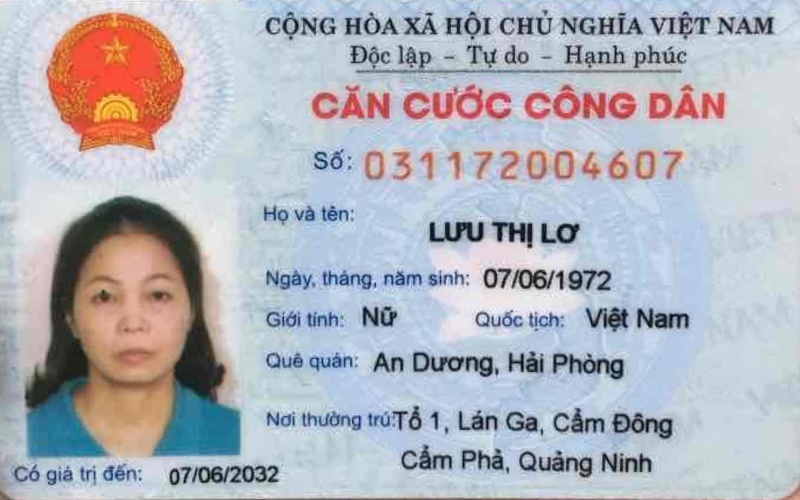 CỘNG HÒA XÃ HỘI CHỦ NGHĨA VIỆT NAM
Độc lập - Tự do - Hạnh phúc
CĂN CƯỚC CÔNG DÂN
Số: 031172004607
Họ và tên:
LƯU THỊ LƠ
Ngày, tháng, năm sinh: 07/06/1972
Giới tính: Nữ Quốc tịch: Việt Nam
Quê quán: An Dương, Hải Phòng
Nơi thường trú: Tổ 1, Lán Ga, Cẩm Đông
Cẩm Phả, Quảng Ninh
Có giá trị đến: 07/06/2032